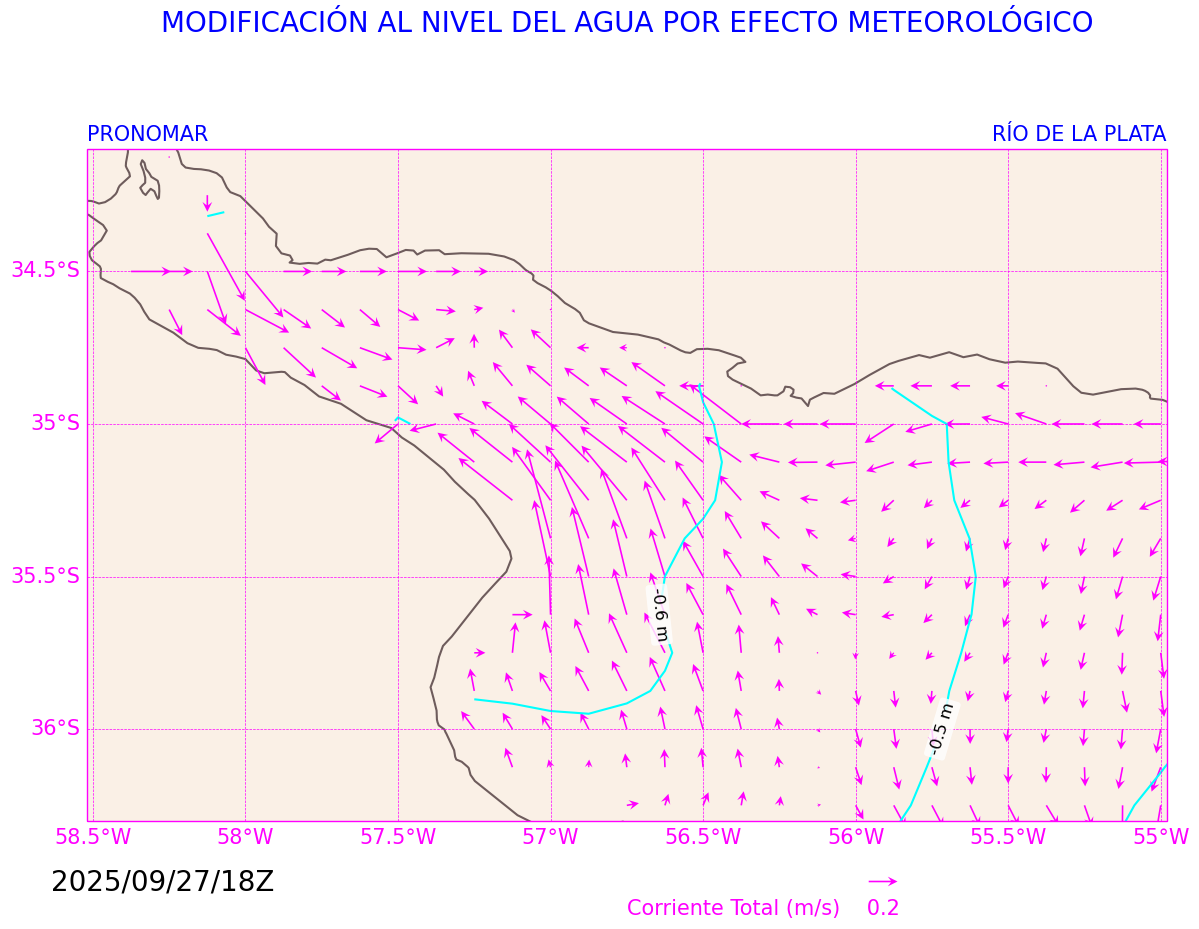 MODIFICACIÓN AL NIVEL DEL AGUA POR EFECTO METEOROLÓGICO
PRONOMAR
RÍO DE LA PLATA
34.5°S
35°S
35.5°S
36°S
-0.6 m
-0.5 m
58.5°W
58°W
57.5°W
57°W
56.5°W
56°W
55.5°W
55°W
2025/09/27/18Z
Corriente Total (m/s)
0.2